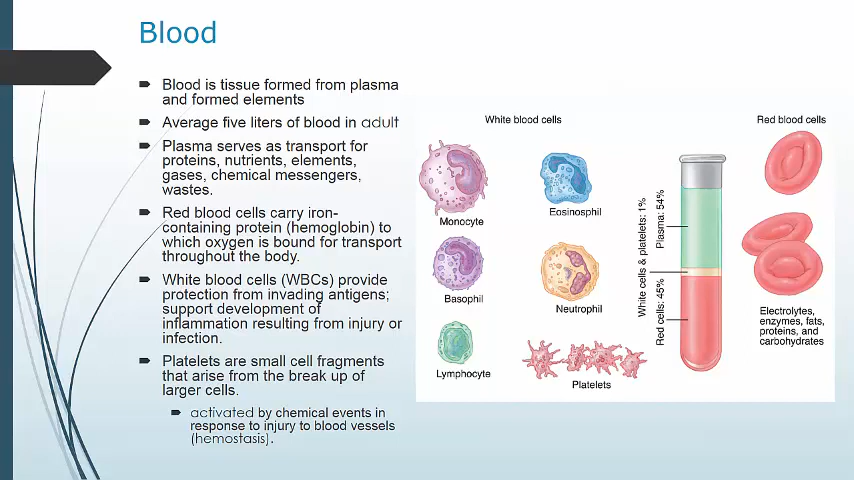 Blood
Blood is tissue formed from plasma
and formed elements
Average five liters of blood in adult
Plasma serves as transport for
proteins, nutrients, elements,
gases, chemical messengers,
wastes.
Red blood cells carry iron-
containing protein (hemoglobin) to
which oxygen is bound for transport
throughout the body.
White blood cells (WBCs) provide
protection from invading antigens;
support development of
inflammation resulting from injury or
infection.
Platelets are small cell fragments
that arise from the break up of
larger cells.
activated by chemical events in
response to injury to blood vessels
(hemostasis).
White blood cells
Monocyte
Eosinophil
Basophil
Neutrophil
Lymphocyte
Platelets
White cells & platelets: 1%
Plasma: 54%
Red cells: 45%
Red blood cells
Electrolytes,
enzymes, fats,
proteins, and
carbohydrates